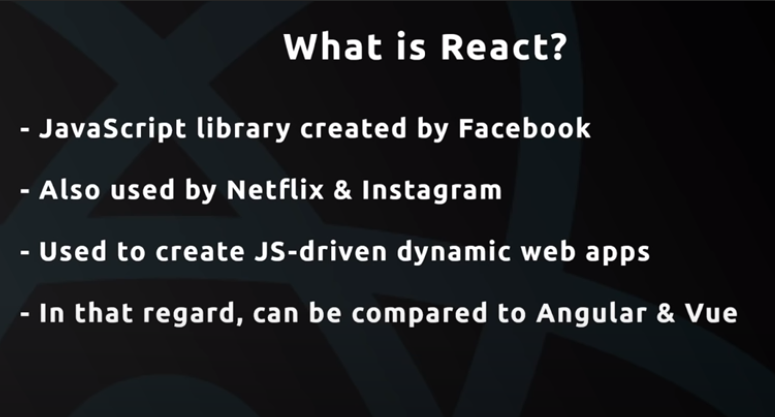 What is React?
- JavaScript library created by Facebook
- Also used by Netflix & Instagram
- Used to create JS-driven dynamic web apps
- In that regard, can be compared to Angular & Vue